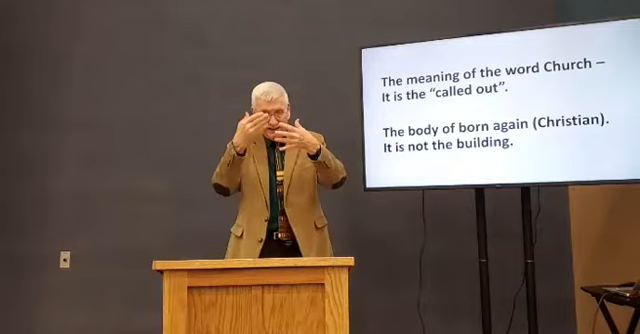 The meaning of the word Church –
It is the “called out”.
The body of born again (Christian).
It is not the building.